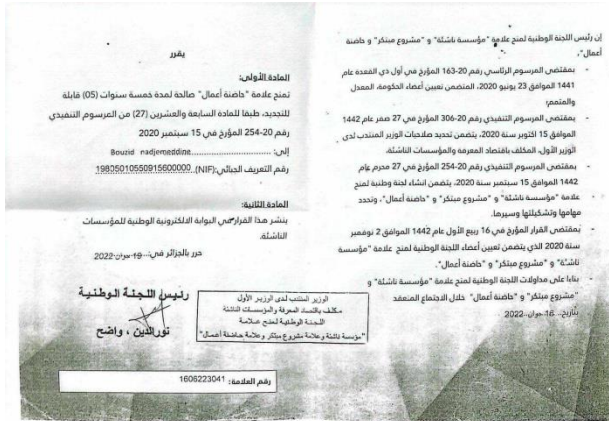 إن رئيس اللجنة الوطنية لمنح علامة "مؤسسة ناشئة" و "مشروع مبتكر" و حاضنة
أعمال"،
- بمقتضى المرسوم الرئاسي رقم 20-163 المؤرخ في أول ذي القعدة عام
1441 الموافق 23 يونيو 2020، المتضمن تعيين أعضاء الحكومة، المعدل
والمتمم؛
- بمقتضى المرسوم التنفيذي رقم 20-306 المؤرخ في 27 صفر عام 1442
الموافق 15 اكتوبر سنة 2020، يتضمن تحديد صلاحيات الوزير المنتدب لدى
الوزير الأول، المكلف باقتصاد المعرفة والمؤسسات الناشئة.
- بمقتضى المرسوم التنفيذي رقم 20-254 المؤرخ في 27 محرم عام
1442 الموافق 15 سبتمبر سنة 2020، يتضمن انشاء لجنة وطنية لمنح
علامة "مؤسسة ناشئة" و "مشروع مبتكر" و "حاضنة أعمال"، وتحدد
مهامها وتشكيلتها وسيرها.
- بمقتضى القرار المؤرخ في 16 ربيع الأول عام 1442 الموافق 2 نوفمبر
سنة 2020 الذي يتضمن تعيين أعضاء اللجنة الوطنية لمنح علامة "مؤسسة
ناشئة" و "مشروع مبتكر" و "حاضنة أعمال".
- بناءا على مداولات اللجنة الوطنية لمنح علامة "مؤسسة ناشئة" و
"مشروع مبتكر" و "حاضنة أعمال" خلال الاجتماع المنعقد
بتاريخ.. 16 جوان 2022
يقرر
المادة الأولى:
تمنح علامة "حاضنة أعمال" صالحة لمدة خمسة سنوات (05) قابلة
للتجديد، طبقا للمادة السابعة والعشرين (27) من المرسوم التنفيذي
رقم 20-254 المؤرخ في 15 سبتمبر 2020
إلى: Bouzid nadjemeddine
رقم التعريف الجبائي (NIF):19805010550915600000
المادة الثانية:
ينشر هذا القرار في البوابة الالكترونية الوطنية للمؤسسات
الناشئة.
حرر بالجزائر في: 19 جوان 2022
رئيس اللجنة الوطنية
نورالدين ، واضح
الوزير المنتدب لدى الوزير الأول
مكلف باقتصاد المعرفة والمؤسسات الناشئة
اللجنة الوطنية لمنح علامة
"مؤسسة ناشئة وعلامة مشروع مبتكر وعلامة حاضنة أعمال"
رقم العلامة: 1606223041